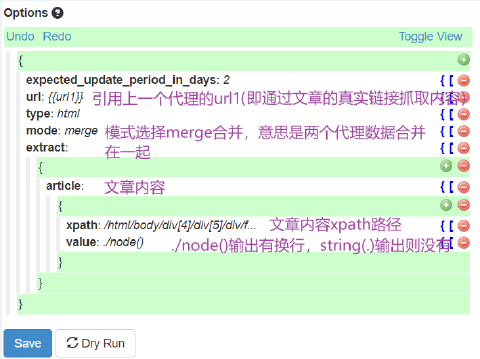 Options
Undo Redo Toggle View
{
expected_update_period_in_days: 2
url: {{url1}} 引用上一个代理的url1(即通过文章的真实链接抓取内容)
type: html
mode: merge 模式选择merge合并，意思是两个代理数据合并
extract: 在一起
{
article: 文章内容
{
xpath: /html/body/div[4]/div[5]/div/f... 文章内容xpath路径
value: ./node() ./node()输出有换行，string(.)输出则没有
}
}
}
Save Dry Run